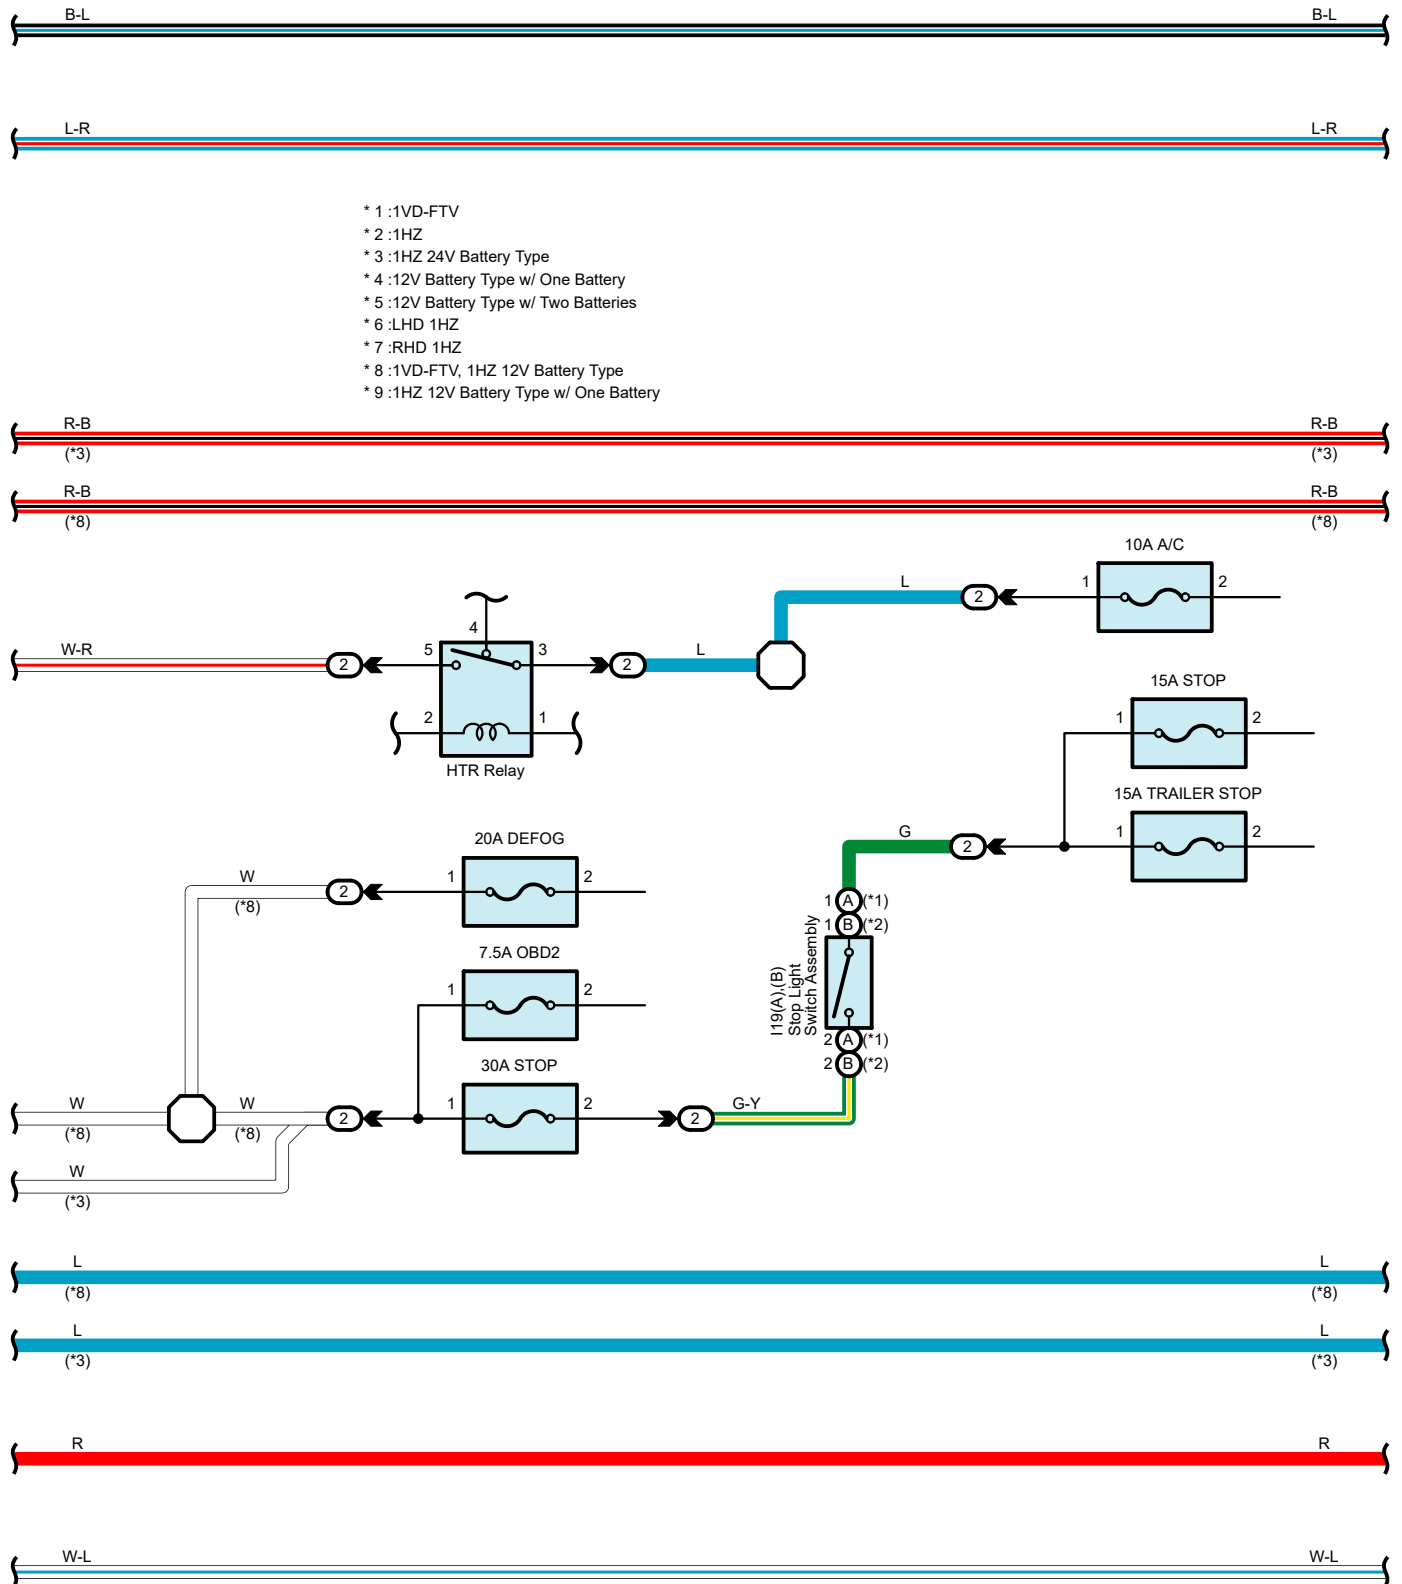 B-L B-L
L-R L-R
* 1 :1VD-FTV
* 2 :1HZ
* 3 :1HZ 24V Battery Type
* 4 :12V Battery Type w/ One Battery
* 5 :12V Battery Type w/ Two Batteries
* 6 :LHD 1HZ
* 7 :RHD 1HZ
* 8 :1VD-FTV, 1HZ 12V Battery Type
* 9 :1HZ 12V Battery Type w/ One Battery
R-B R-B
(*3) (*3)
R-B R-B
(*8) (*8)
10A A/C
L 2 1 2
4
W-R 2 5 3 2 L
15A STOP
2 1 1 2
HTR Relay
15A TRAILER STOP
20A DEFOG
G 2 1 2
W 2 1 2
(*8)
1 A (*1)
1 B (*2)
7.5A OBD2
1 2
I19(A),(B)
Stop Light
Switch Assembly
2 A (*1)
2 B (*2)
30A STOP
W W 2 1 2 2 G-Y
(*8) (*8)
W
(*3)
L L
(*8) (*8)
L L
(*3) (*3)
R R
W-L W-L